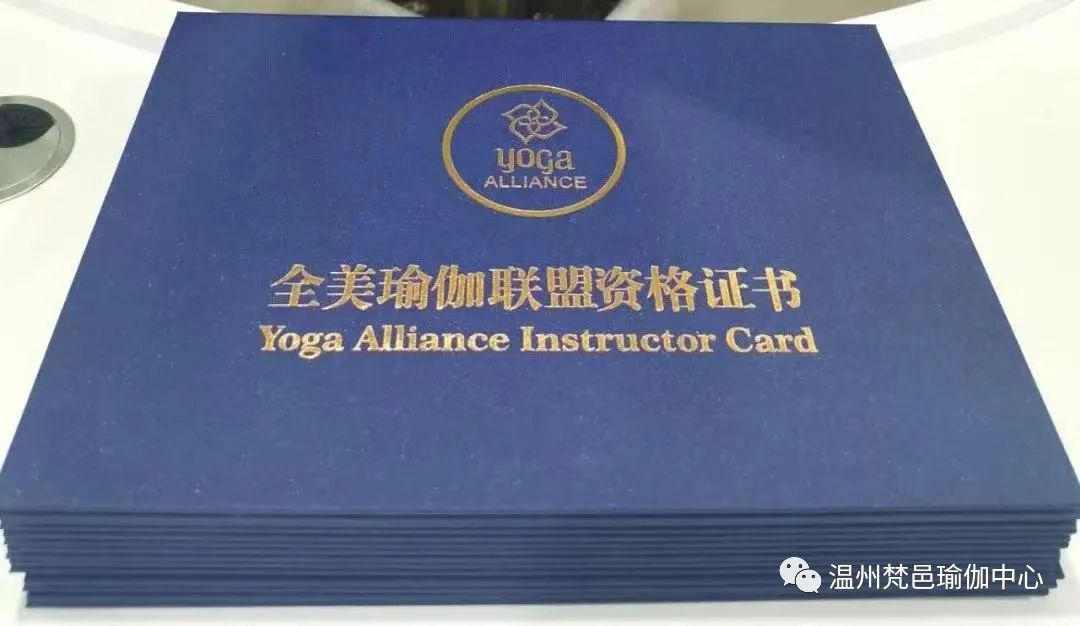 yoga
ALLIANCE
全美瑜伽联盟资格证书
Yoga Alliance Instructor Card
温州梵邑瑜伽中心